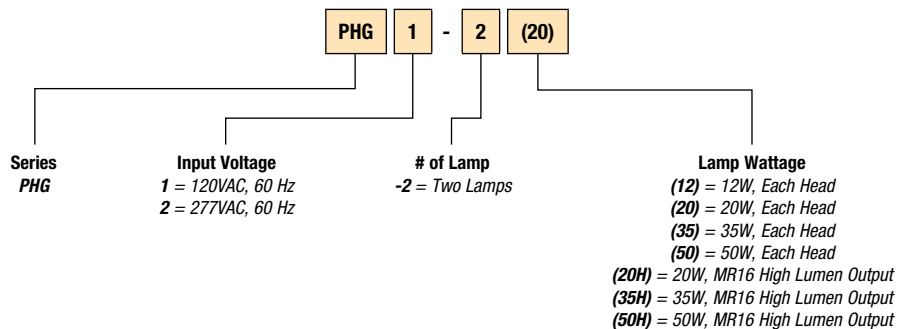 PHG 1 - 2 (20)
Series
PHG
Input Voltage
1 = 120VAC, 60 Hz
2 = 277VAC, 60 Hz
# of Lamp
-2 = Two Lamps
Lamp Wattage
(12) = 12W, Each Head
(20) = 20W, Each Head
(35) = 35W, Each Head
(50) = 50W, Each Head
(20H) = 20W, MR16 High Lumen Output
(35H) = 35W, MR16 High Lumen Output
(50H) = 50W, MR16 High Lumen Output